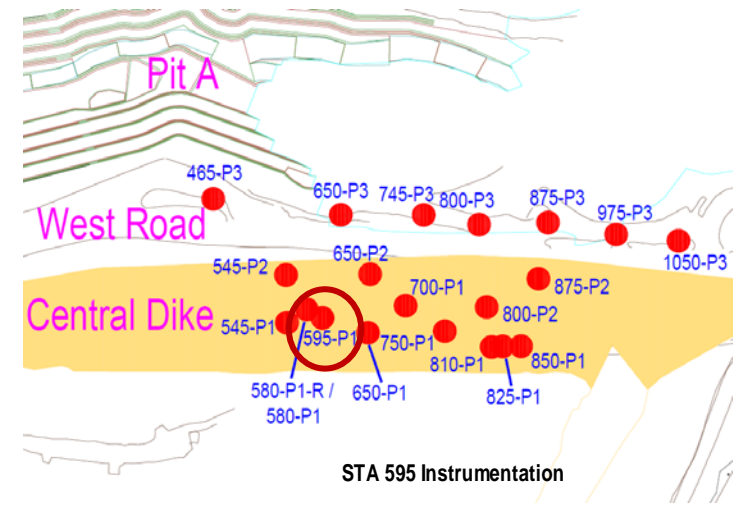 Pit A
465-P3
650-P3
745-P3
800-P3
875-P3
975-P3
1050-P3
West Road
545-P2
650-P2
875-P2
700-P1
800-P2
Central Dike
545-P1
595-P1
750-P1
810-P1
850-P1
580-P1-R /
580-P1
650-P1
825-P1
STA 595 Instrumentation